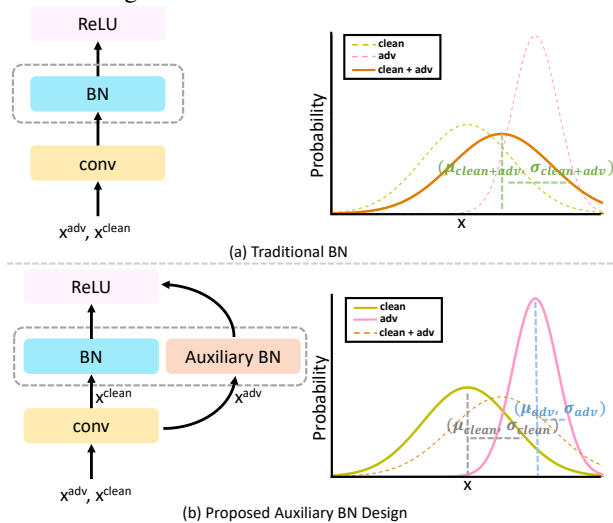 ReLU
BN
conv
x^adv, x^clean
clean
adv
clean + adv
Probability
(μ_clean+adv, σ_clean+adv)
x
(a) Traditional BN
ReLU
BN
Auxiliary BN
x^clean
x^adv
conv
x^adv, x^clean
clean
adv
clean + adv
Probability
(μ_adv, σ_adv)
(μ_clean, σ_clean)
x
(b) Proposed Auxiliary BN Design